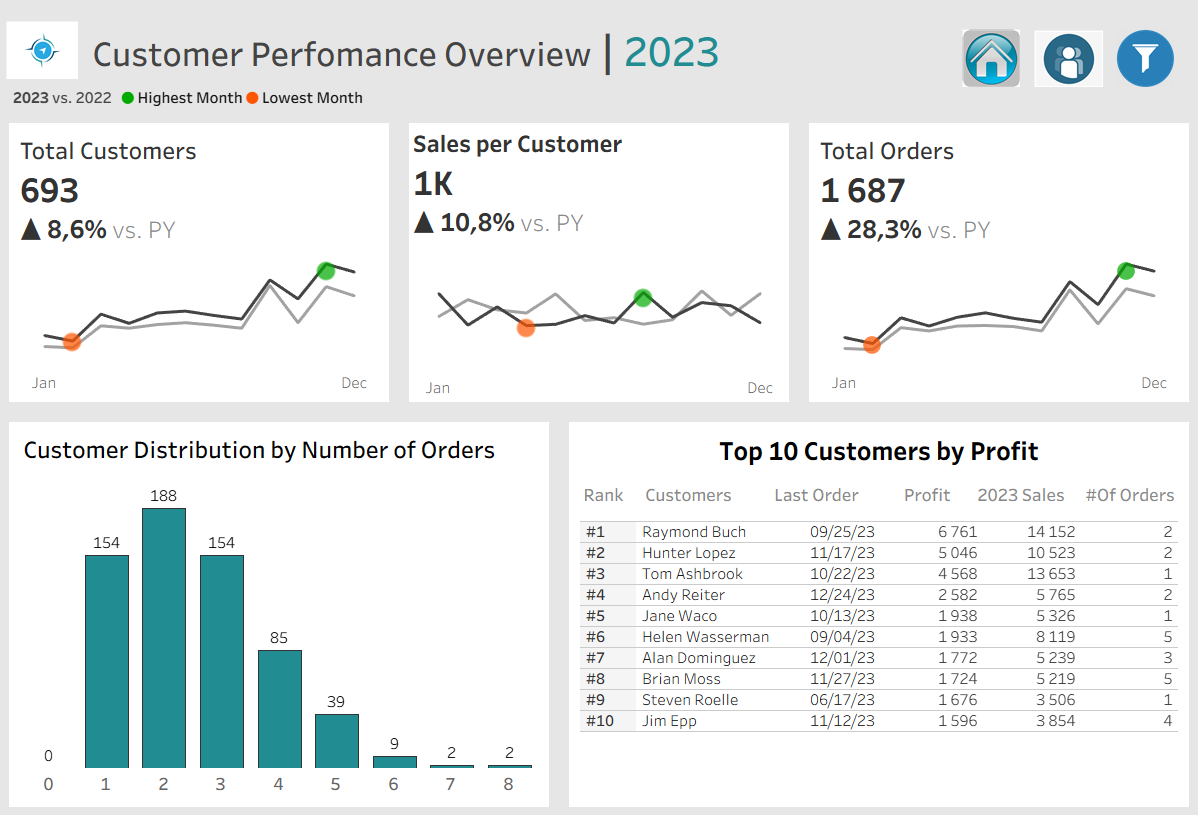 Customer Perfomance Overview | 2023
2023 vs. 2022 Highest Month Lowest Month
Total Customers
693
▲ 8,6% vs. PY
Jan Dec
Sales per Customer
1K
▲ 10,8% vs. PY
Jan Dec
Total Orders
1 687
▲ 28,3% vs. PY
Jan Dec
Customer Distribution by Number of Orders
0 154 188 154 85 39 9 2 2
0 1 2 3 4 5 6 7 8
Top 10 Customers by Profit
Rank Customers Last Order Profit 2023 Sales #Of Orders
#1 Raymond Buch 09/25/23 6 761 14 152 2
#2 Hunter Lopez 11/17/23 5 046 10 523 2
#3 Tom Ashbrook 10/22/23 4 568 13 653 1
#4 Andy Reiter 12/24/23 2 582 5 765 2
#5 Jane Waco 10/13/23 1 938 5 326 1
#6 Helen Wasserman 09/04/23 1 933 8 119 5
#7 Alan Dominguez 12/01/23 1 772 5 239 3
#8 Brian Moss 11/27/23 1 724 5 219 5
#9 Steven Roelle 06/17/23 1 676 3 506 1
#10 Jim Epp 11/12/23 1 596 3 854 4